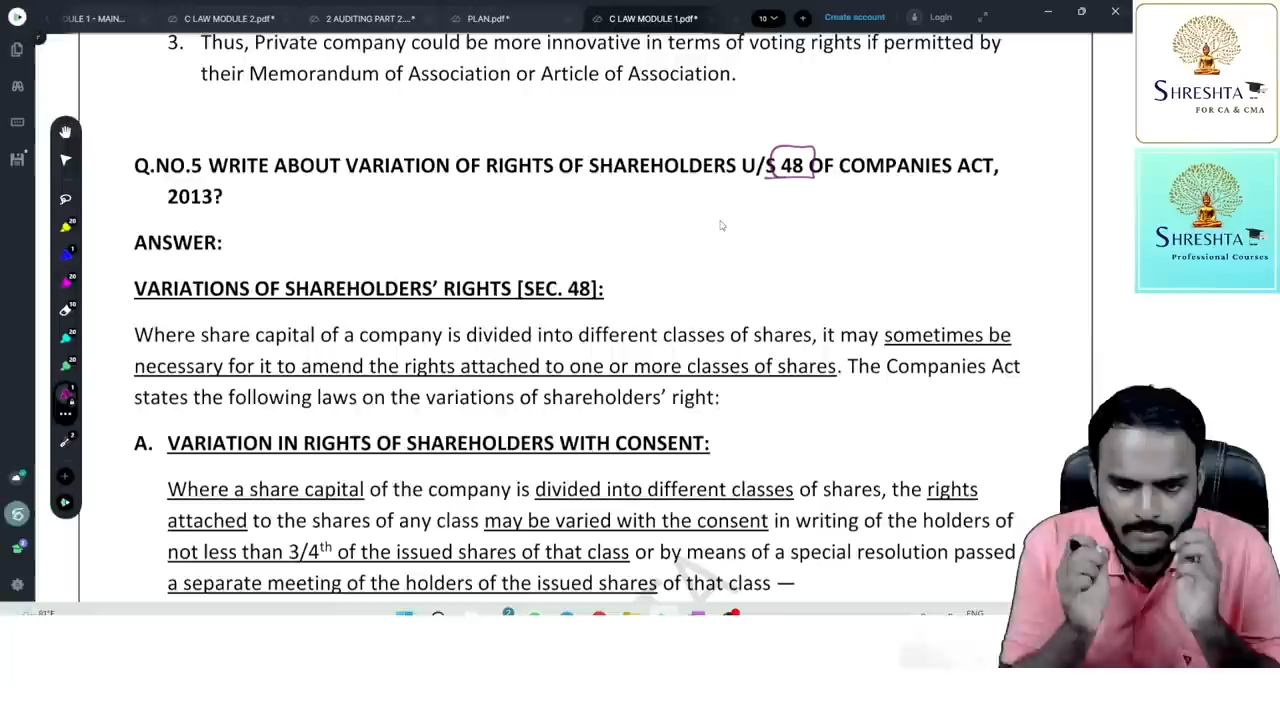 ULE 1 - MAIN...
C LAW MODULE 2.pdf*
2 AUDITING PART 2....*
PLAN.pdf*
C LAW MODULE 1.pdf*
10
Create account
Login
3. Thus, Private company could be more innovative in terms of voting rights if permitted by
their Memorandum of Association or Article of Association.
Q.NO.5 WRITE ABOUT VARIATION OF RIGHTS OF SHAREHOLDERS U/S 48 OF COMPANIES ACT,
2013?
ANSWER:
VARIATIONS OF SHAREHOLDERS’ RIGHTS [SEC. 48]:
Where share capital of a company is divided into different classes of shares, it may sometimes be
necessary for it to amend the rights attached to one or more classes of shares. The Companies Act
states the following laws on the variations of shareholders’ right:
A. VARIATION IN RIGHTS OF SHAREHOLDERS WITH CONSENT:
Where a share capital of the company is divided into different classes of shares, the rights
attached to the shares of any class may be varied with the consent in writing of the holders of
not less than 3/4th of the issued shares of that class or by means of a special resolution passed
a separate meeting of the holders of the issued shares of that class —
ENG
SHRESHTA
FOR CA & CMA
SHRESHTA
Professional Courses